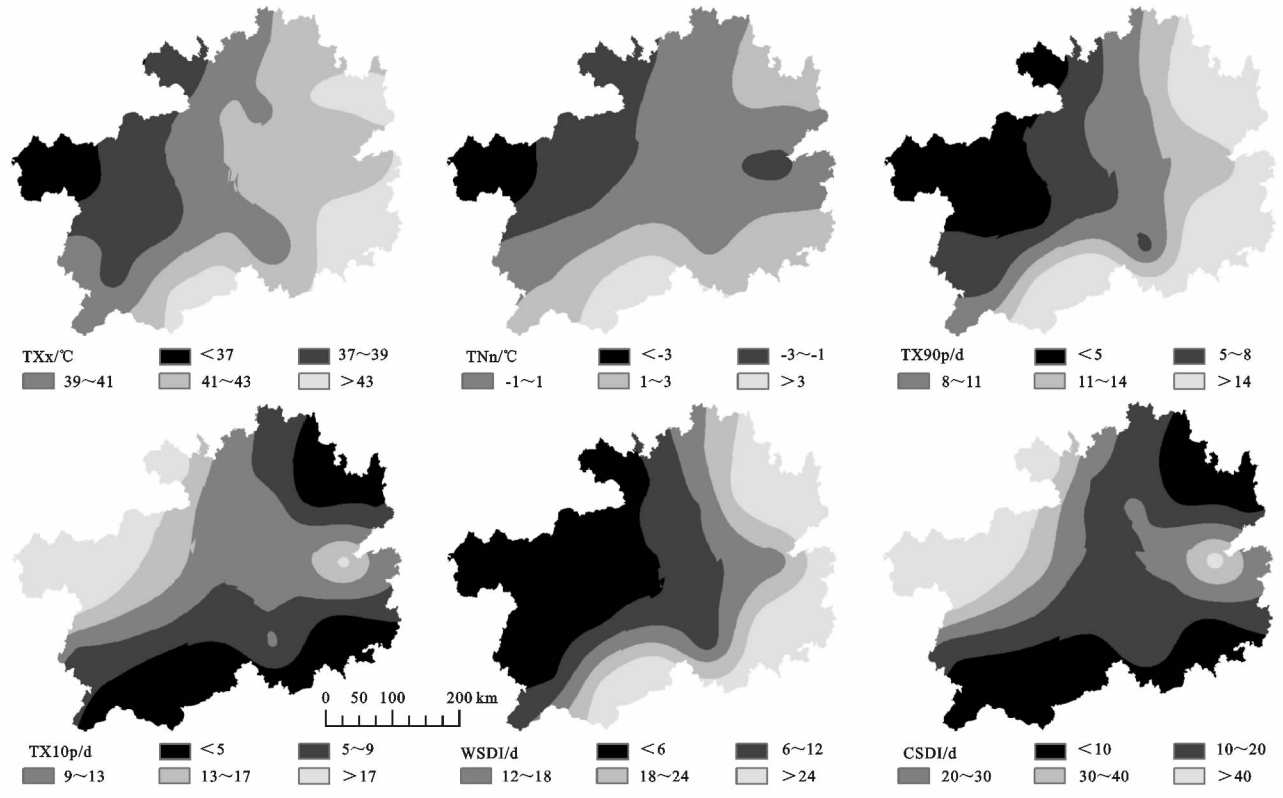 TXx/℃ <37 37~39
39~41 41~43 >43
TNn/℃ <-3 -3~-1
-1~1 1~3 >3
TX90p/d <5 5~8
8~11 11~14 >14
0 50 100 200 km
TX10p/d <5 5~9
9~13 13~17 >17
WSDI/d <6 6~12
12~18 18~24 >24
CSDI/d <10 10~20
20~30 30~40 >40